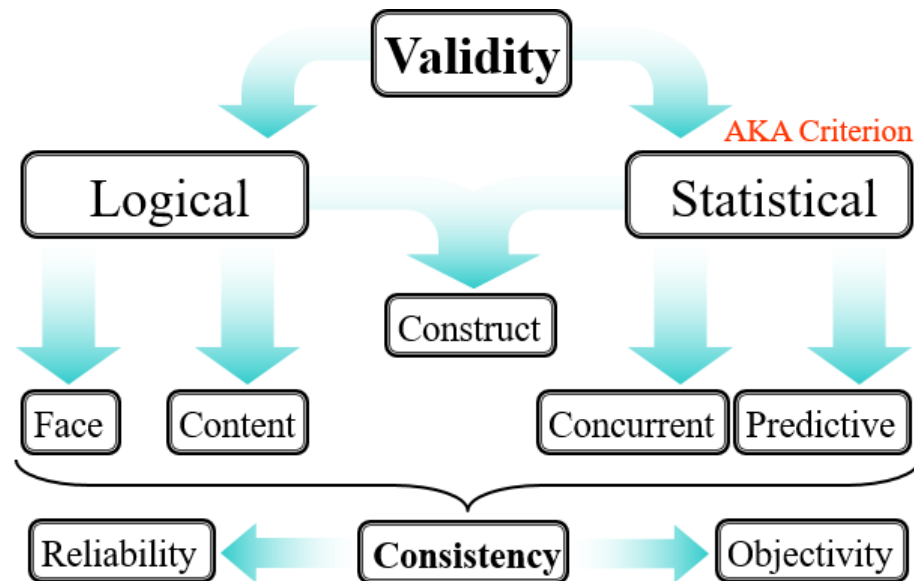 Validity
AKA Criterion
Logical
Statistical
Construct
Face
Content
Concurrent
Predictive
Reliability
Consistency
Objectivity